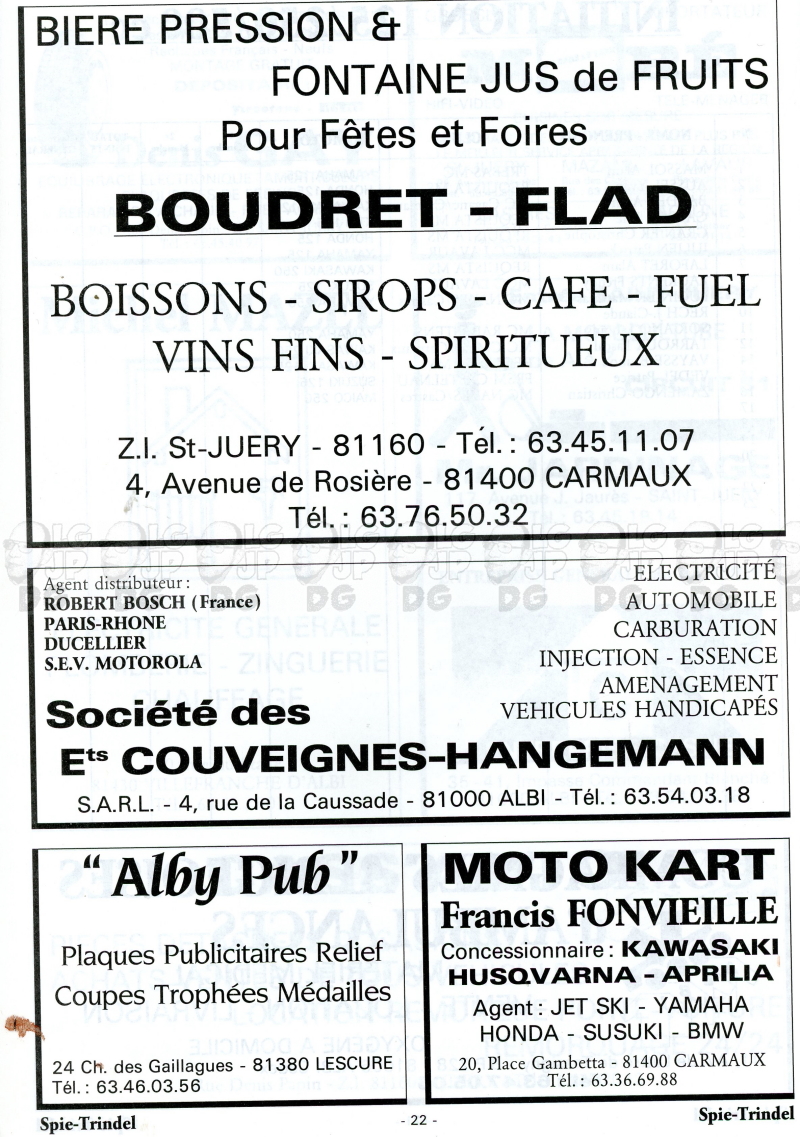 BIERE PRESSION &
FONTAINE JUS de FRUITS
Pour Fêtes et Foires
BOUDRET - FLAD
BOISSONS - SIROPS - CAFE - FUEL
VINS FINS - SPIRITUEUX
Z.I. St-JUERY - 81160 - Tél. : 63.45.11.07
4, Avenue de Rosière - 81400 CARMAUX
Tél. : 63.76.50.32
Agent distributeur :
ROBERT BOSCH (France)
PARIS-RHONE
DUCELLIER
S.E.V. MOTOROLA
ELECTRICITÉ
AUTOMOBILE
CARBURATION
INJECTION - ESSENCE
AMENAGEMENT
VEHICULES HANDICAPÉS
Société des
Ets COUVEIGNES-HANGEMANN
S.A.R.L. - 4, rue de la Caussade - 81000 ALBI - Tél. : 63.54.03.18
"Alby Pub"
Plaques Publicitaires Relief
Coupes Trophées Médailles
24 Ch. des Gaillagues - 81380 LESCURE
Tél. : 63.46.03.56
MOTO KART
Francis FONVIEILLE
Concessionnaire : KAWASAKI
HUSQVARNA - APRILIA
Agent : JET SKI - YAMAHA
HONDA - SUSUKI - BMW
20, Place Gambetta - 81400 CARMAUX
Tél. : 63.36.69.88
Spie-Trindel
- 22 -
Spie-Trindel